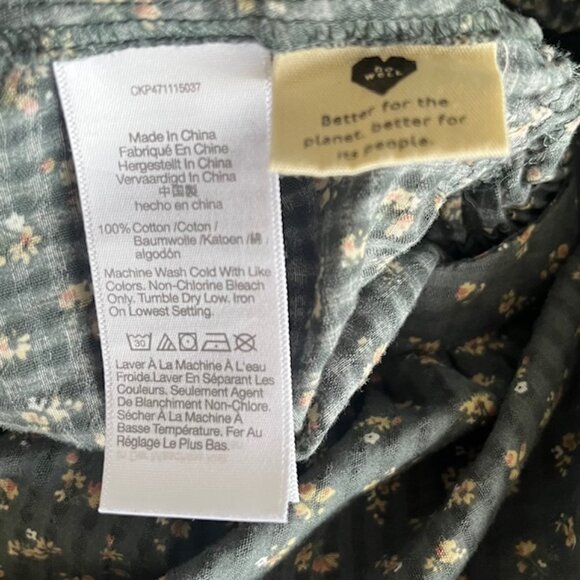 CKP471115037
Made In China
Fabriqué En Chine
Hergestellt In China
Vervaardigd In China
中国製
hecho en china
100% Cotton /Coton /
Baumwolle /Katoen /綿 /
algodón
Machine Wash Cold With Like
Colors. Non-Chlorine Bleach
Only. Tumble Dry Low. Iron
On Lowest Setting.
30
Laver À La Machine À L'eau
Froide.Laver En Séparant Les
Couleurs. Seulement Agent
De Blanchiment Non-Chlore.
Sécher À La Machine À
Basse Température. Fer Au
Réglage Le Plus Bas.
do
well
Better for the
planet, better for
its people.